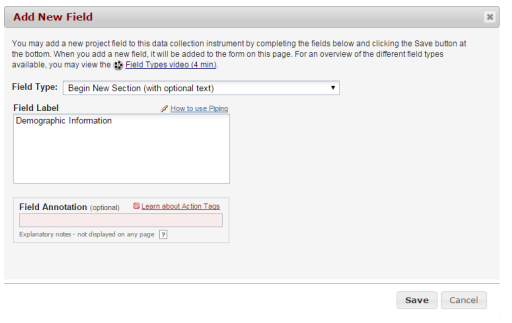 Add New Field
You may add a new project field to this data collection instrument by completing the fields below and clicking the Save button at
the bottom. When you add a new field, it will be added to the form on this page. For an overview of the different field types
available, you may view the Field Types video (4 min).
Field Type: Begin New Section (with optional text)
Field Label How to use Piping
Demographic Information
Field Annotation (optional) Learn about Action Tags
Explanatory notes - not displayed on any page ?
Save Cancel